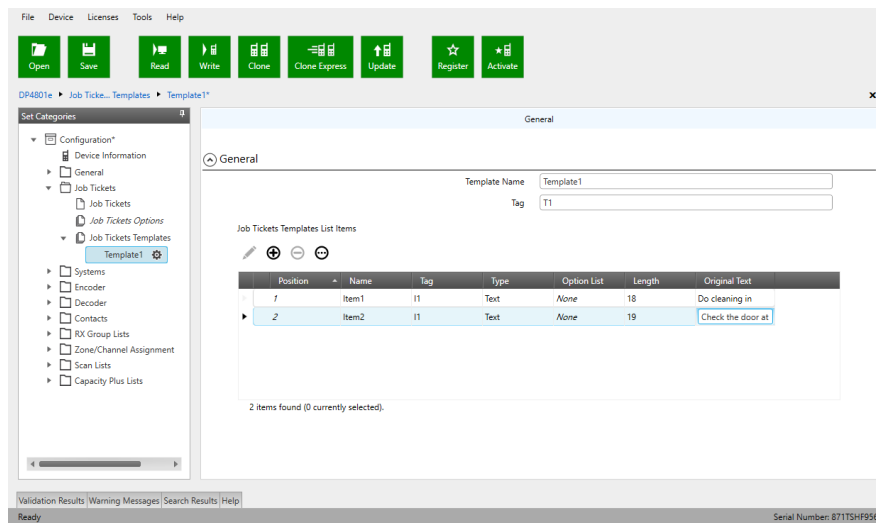 File Device Licenses Tools Help
Open Save Read Write Clone Clone Express Update Register Activate
DP4801e Job Ticke... Templates Template1*
Set Categories
General
Configuration*
Device Information
General
Job Tickets
Job Tickets
Job Tickets Options
Job Tickets Templates
Template1
Systems
Encoder
Decoder
Contacts
RX Group Lists
Zone/Channel Assignment
Scan Lists
Capacity Plus Lists
General
Template Name Template1
Tag T1
Job Tickets Templates List Items
Position Name Tag Type Option List Length Original Text
1 Item1 I1 Text None 18 Do cleaning in
2 Item2 I1 Text None 19 Check the door at
2 items found (0 currently selected).
Validation Results Warning Messages Search Results Help
Ready Serial Number: 871TSHF956